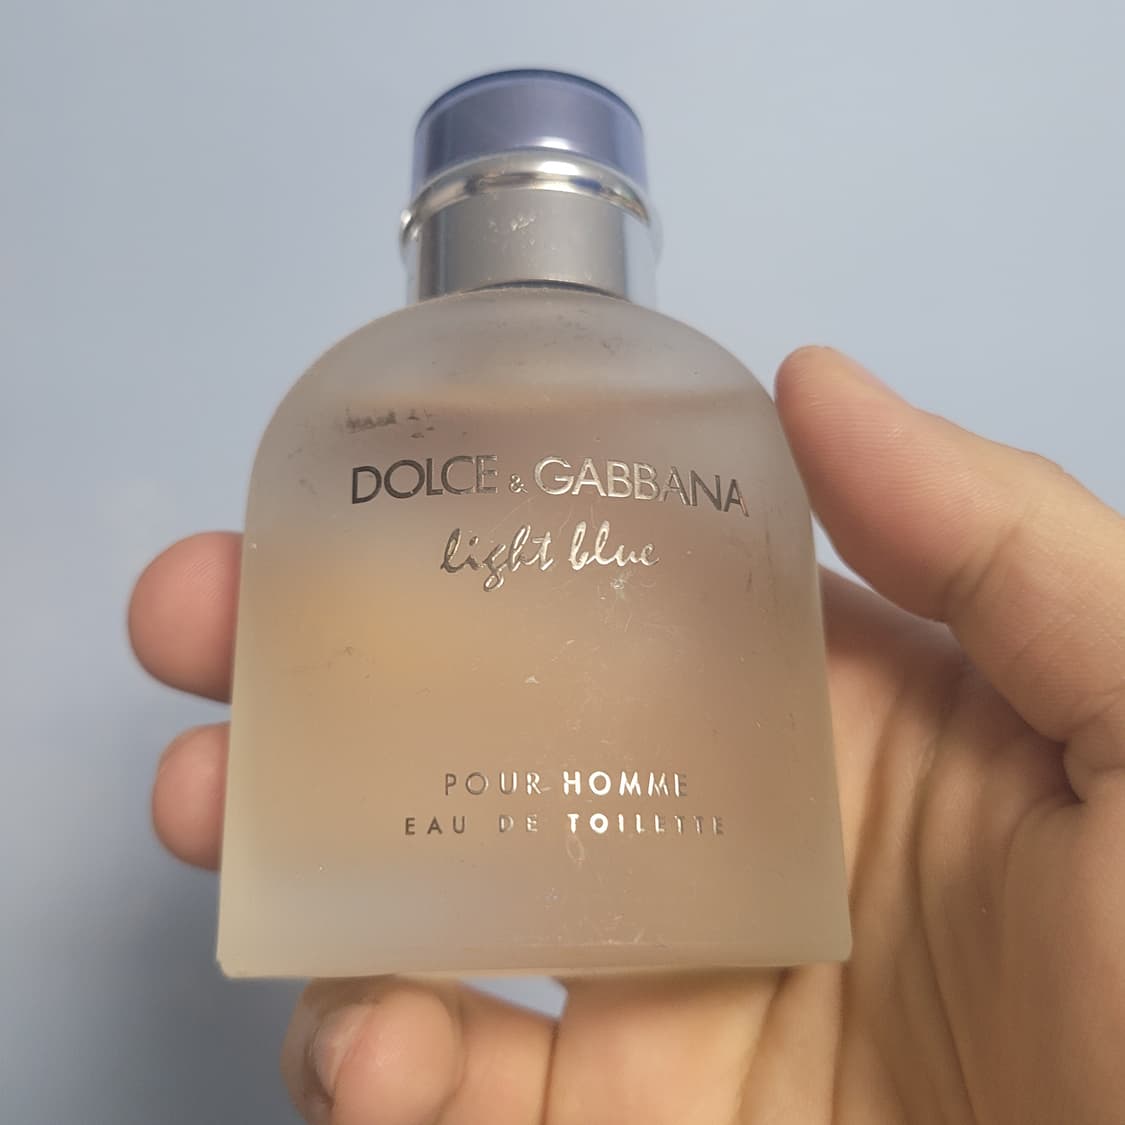 DOLCE & GABBANA
light blue
POUR HOMME
EAU DE TOILETTE